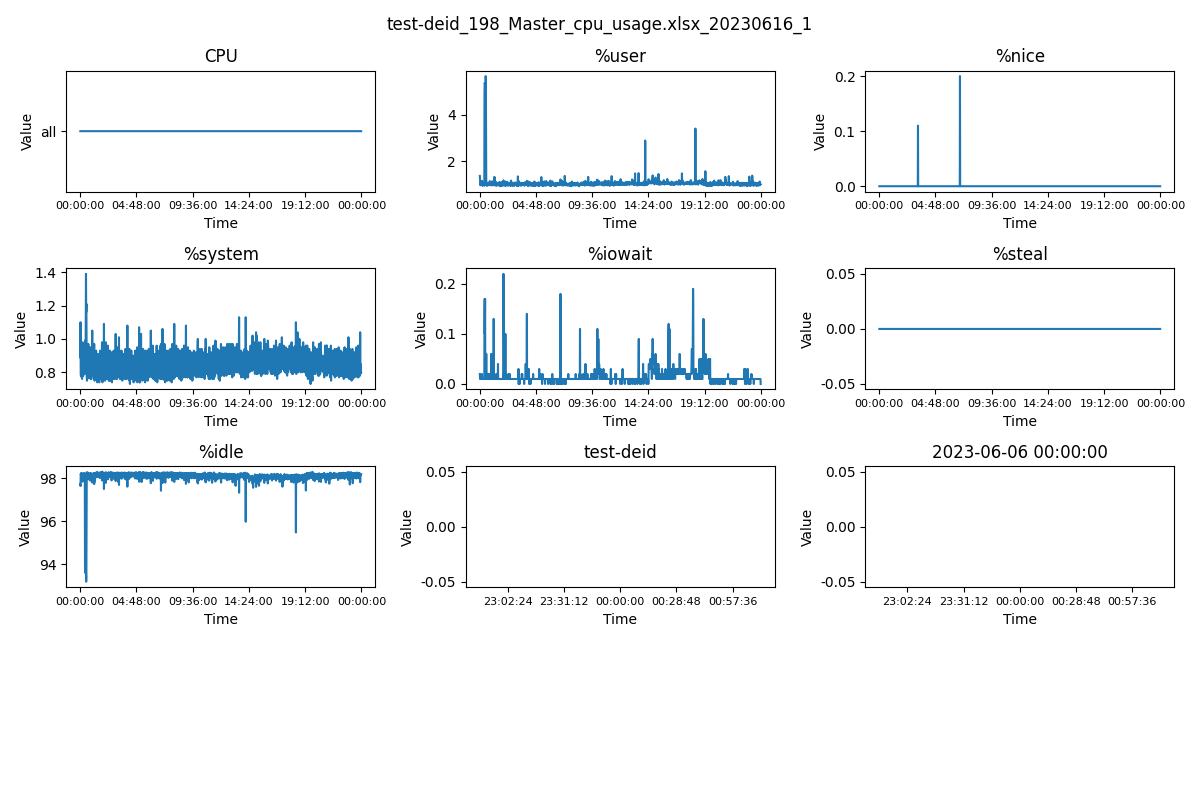 test-deid_198_Master_cpu_usage.xlsx_20230616_1
CPU
Value
all
00:00:00 04:48:00 09:36:00 14:24:00 19:12:00 00:00:00
Time
%user
Value
4
2
00:00:00 04:48:00 09:36:00 14:24:00 19:12:00 00:00:00
Time
%nice
Value
0.2
0.1
0.0
00:00:00 04:48:00 09:36:00 14:24:00 19:12:00 00:00:00
Time
%system
Value
1.4
1.2
1.0
0.8
00:00:00 04:48:00 09:36:00 14:24:00 19:12:00 00:00:00
Time
%iowait
Value
0.2
0.1
0.0
00:00:00 04:48:00 09:36:00 14:24:00 19:12:00 00:00:00
Time
%steal
Value
0.05
0.00
-0.05
00:00:00 04:48:00 09:36:00 14:24:00 19:12:00 00:00:00
Time
%idle
Value
98
96
94
00:00:00 04:48:00 09:36:00 14:24:00 19:12:00 00:00:00
Time
test-deid
Value
0.05
0.00
-0.05
23:02:24 23:31:12 00:00:00 00:28:48 00:57:36
Time
2023-06-06 00:00:00
Value
0.05
0.00
-0.05
23:02:24 23:31:12 00:00:00 00:28:48 00:57:36
Time